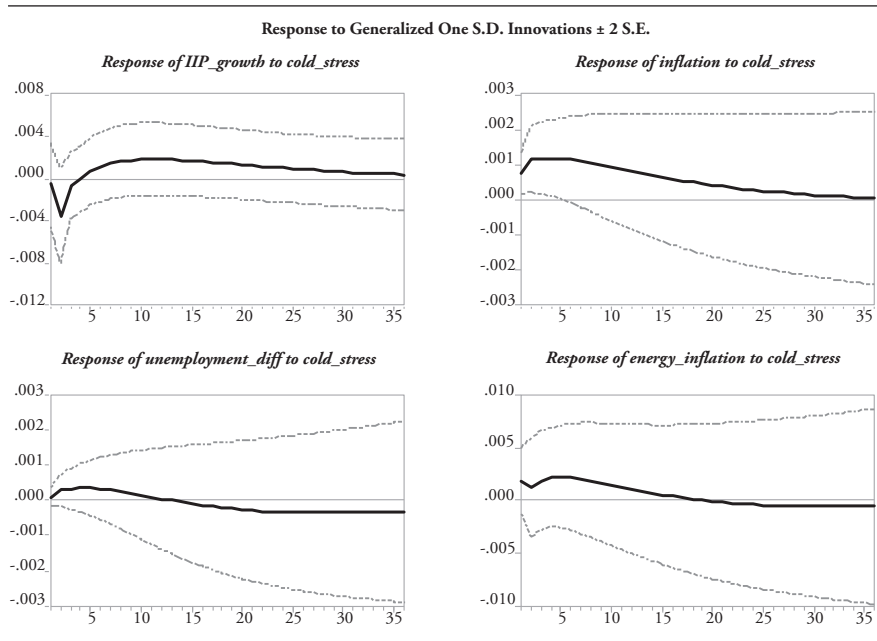 Response to Generalized One S.D. Innovations ± 2 S.E.
Response of IIP_growth to cold_stress
.008
.004
.000
-.004
-.008
-.012
5 10 15 20 25 30 35
Response of inflation to cold_stress
.003
.002
.001
.000
-.001
-.002
-.003
5 10 15 20 25 30 35
Response of unemployment_diff to cold_stress
.003
.002
.001
.000
-.001
-.002
-.003
5 10 15 20 25 30 35
Response of energy_inflation to cold_stress
.010
.005
.000
-.005
-.010
5 10 15 20 25 30 35